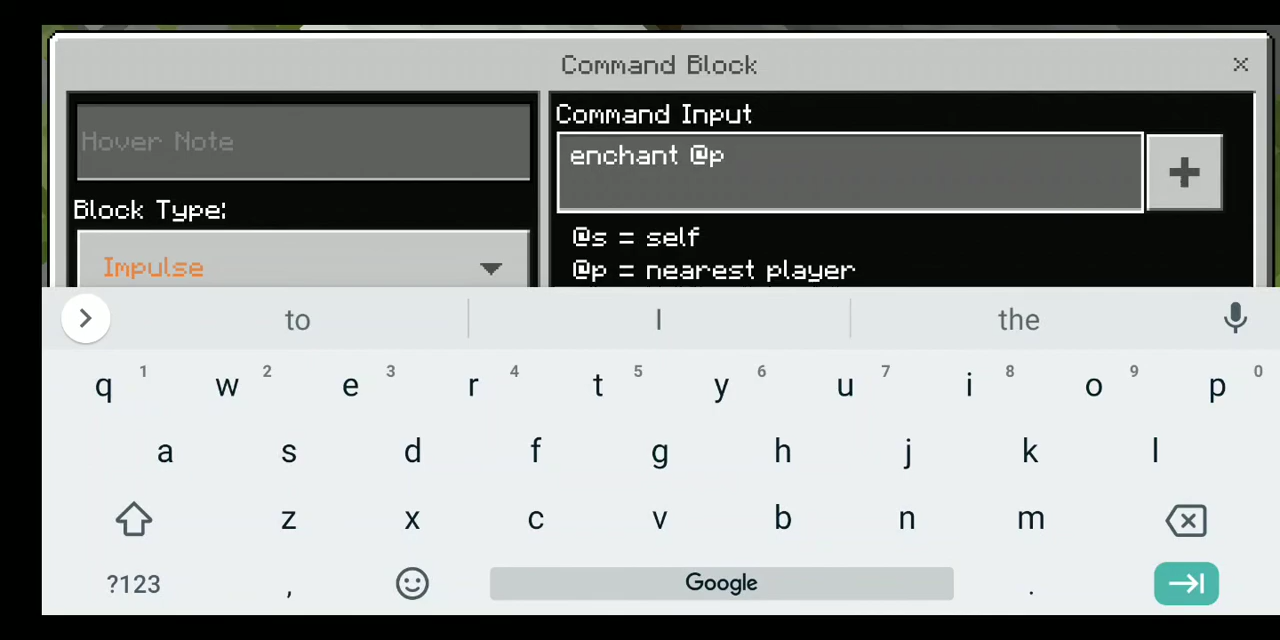 Command Block
Hover Note
Block Type:
Impulse
Command Input
enchant @p
@s = self
@p = nearest player
to I the
q 1 w 2 e 3 r 4 t 5 y 6 u 7 i 8 o 9 p 0
a s d f g h j k l
z x c v b n m
?123 , Google .